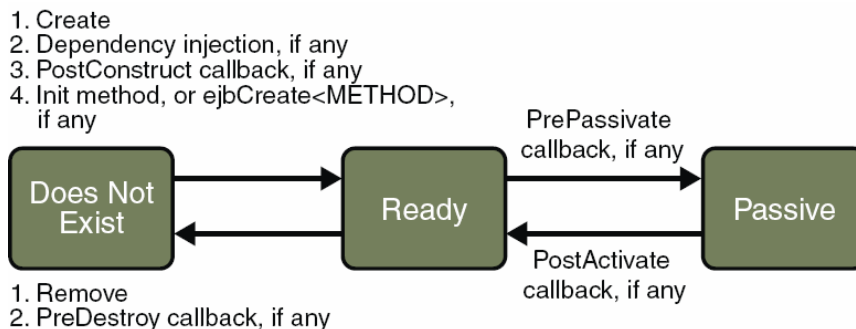 1. Create
2. Dependency injection, if any
3. PostConstruct callback, if any
4. Init method, or ejbCreate<METHOD>,
if any
PrePassivate
callback, if any
Does Not
Exist
Ready
Passive
PostActivate
callback, if any
1. Remove
2. PreDestroy callback, if any